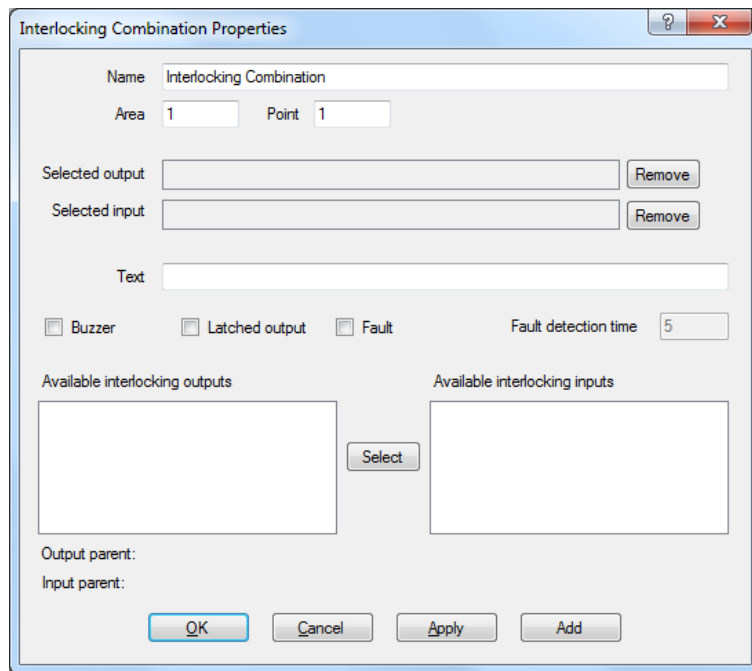 Interlocking Combination Properties
?
X
Name Interlocking Combination
Area 1 Point 1
Selected output Remove
Selected input Remove
Text
Buzzer Latched output Fault Fault detection time 5
Available interlocking outputs Available interlocking inputs
Select
Output parent:
Input parent:
OK Cancel Apply Add